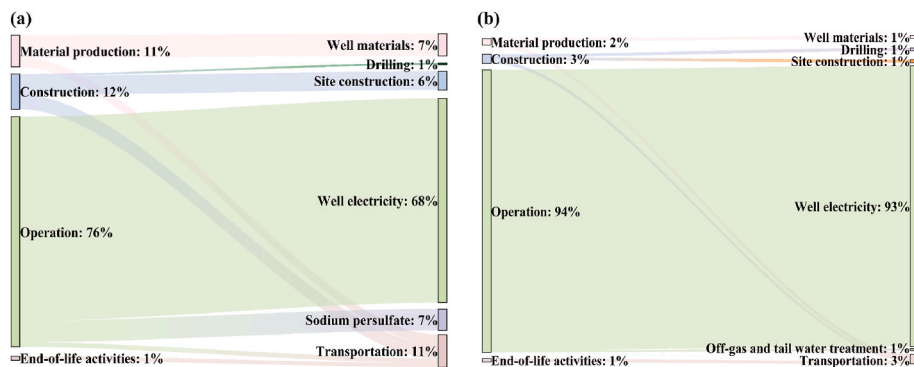 (a)
Material production: 11%
Construction: 12%
Operation: 76%
End-of-life activities: 1%
Well materials: 7%
Drilling: 1%
Site construction: 6%
Well electricity: 68%
Sodium persulfate: 7%
Transportation: 11%
(b)
Material production: 2%
Construction: 3%
Operation: 94%
End-of-life activities: 1%
Well materials: 1%
Drilling: 1%
Site construction: 1%
Well electricity: 93%
Off-gas and tail water treatment: 1%
Transportation: 3%